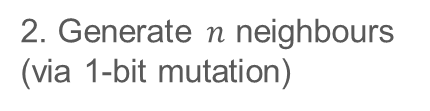 2. Generate 𝑛 neighbours
(via 1-bit mutation)